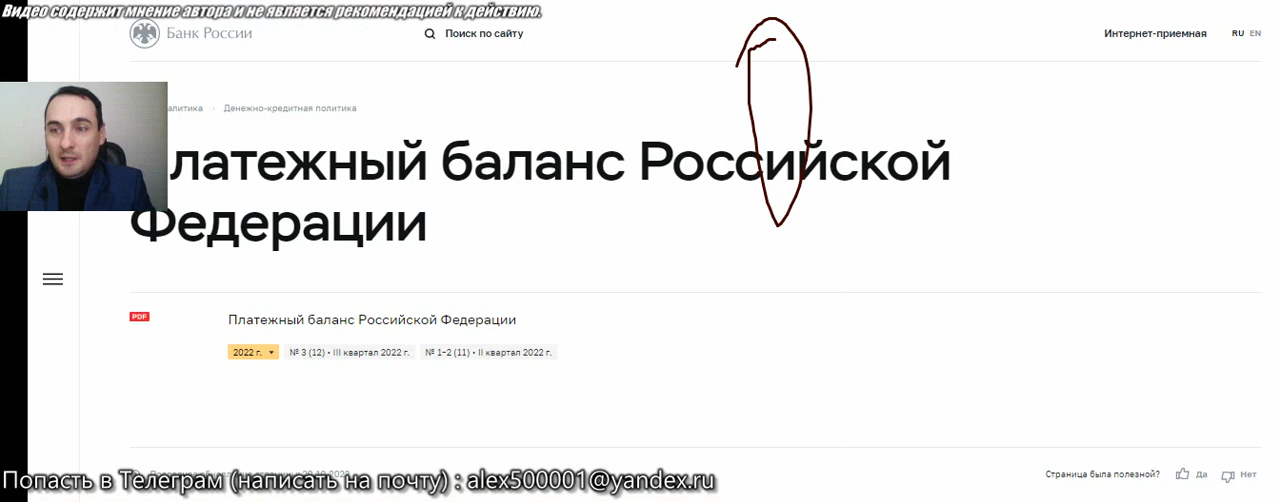 Видео содержит мнение автора и не является рекомендацией к действию.
Банк России
Поиск по сайту
Интернет-приемная
RU EN
алитика · Денежно-кредитная политика
латежный баланс Российской
Федерации
PDF
Платежный баланс Российской Федерации
2022 г.
№ 3 (12) • III квартал 2022 г.
№ 1-2 (11) • II квартал 2022 г.
Страница была полезной?
Да
Нет
Попасть в Телеграм (написать на почту) : alex500001@yandex.ru